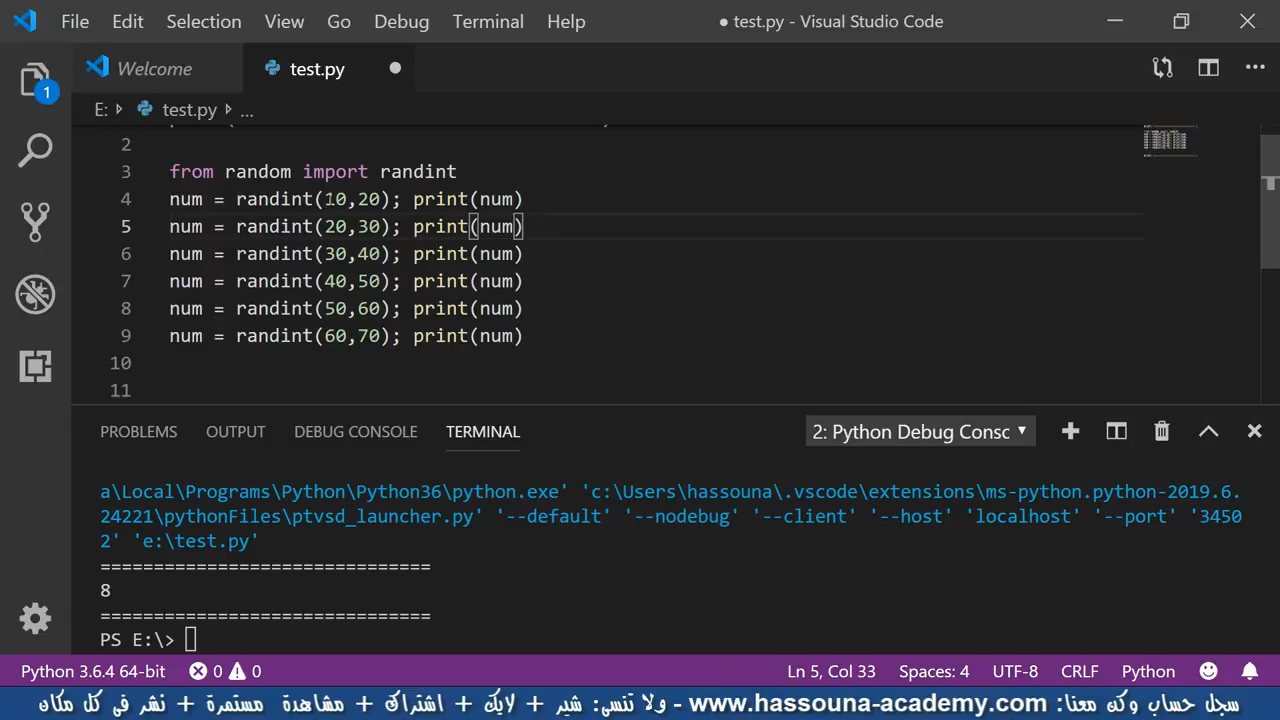 File Edit Selection View Go Debug Terminal Help ● test.py - Visual Studio Code
Welcome test.py
1
E: test.py ...
2
3 from random import randint
4 num = randint(10,20); print(num)
5 num = randint(20,30); print(num)
6 num = randint(30,40); print(num)
7 num = randint(40,50); print(num)
8 num = randint(50,60); print(num)
9 num = randint(60,70); print(num)
10
11
PROBLEMS OUTPUT DEBUG CONSOLE TERMINAL 2: Python Debug Consc
a\Local\Programs\Python\Python36\python.exe' 'c:\Users\hassouna\.vscode\extensions\ms-python.python-2019.6.
24221\pythonFiles\ptvsd_launcher.py' '--default' '--nodebug' '--client' '--host' 'localhost' '--port' '3450
2' 'e:\test.py'
==============================
8
==============================
PS E:\>
Python 3.6.4 64-bit 0 0 Ln 5, Col 33 Spaces: 4 UTF-8 CRLF Python
سجل حساب وكن معنا: www.hassouna-academy.com - ولا تنسى: شير + لايك + اشتراك + مشاهدة مستمرة + نشر في كل مكان